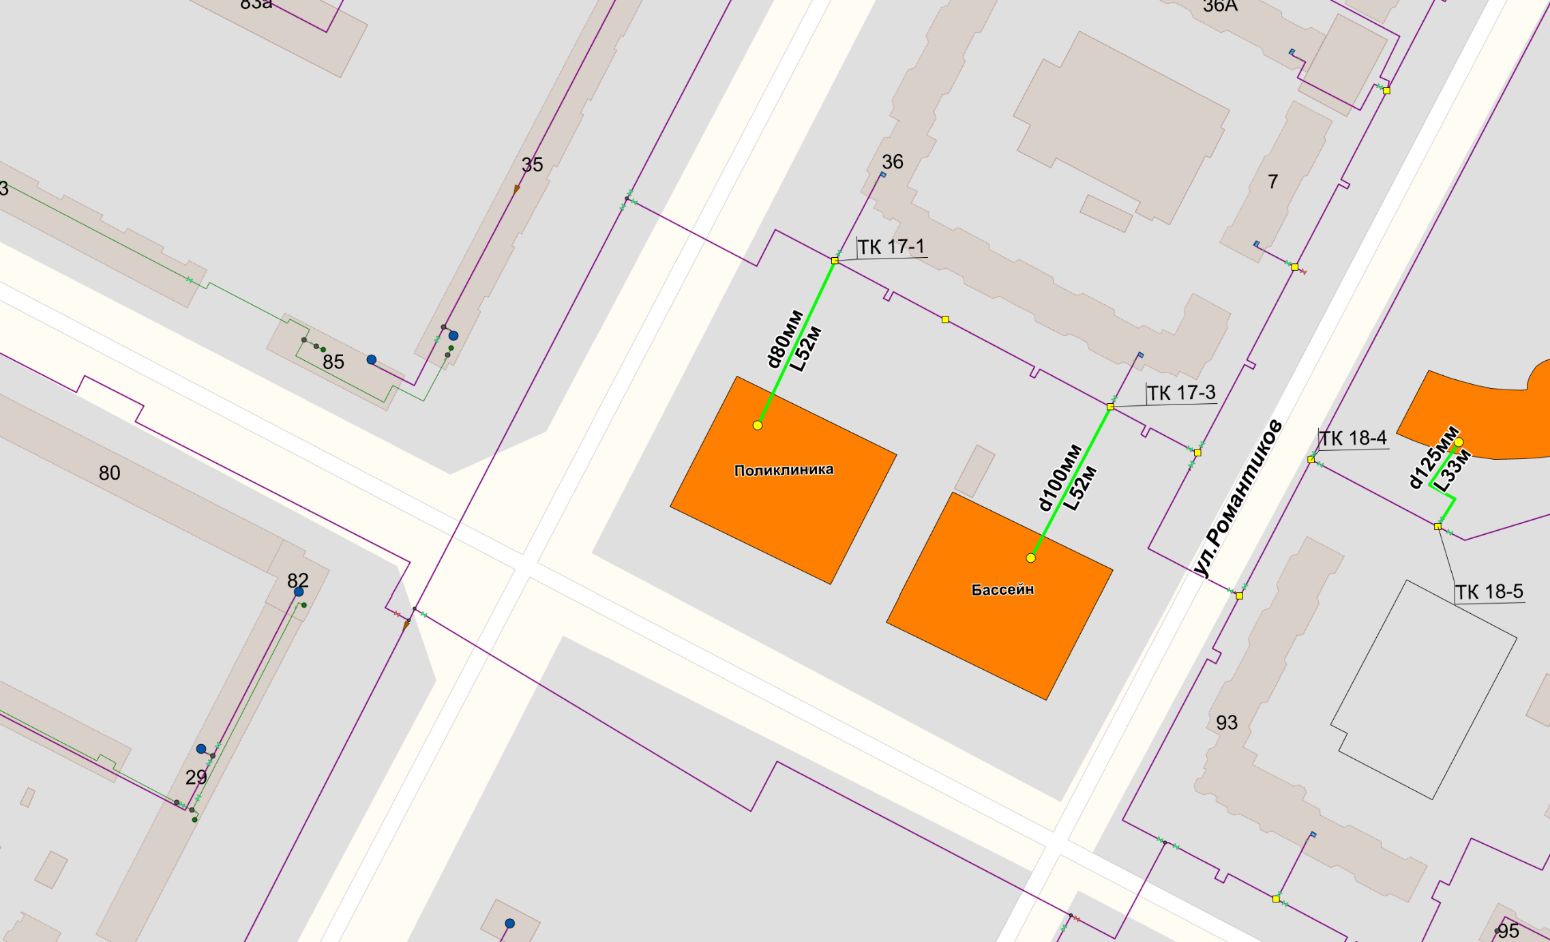 83а
36А
35
36
7
3
ТК 17-1
d80мм
L52м
85
ТК 17-3
ТК 18-4
ул.Романтиков
d125мм
L33м
80
Поликлиника
d100мм
L52м
82
Бассейн
ТК 18-5
93
29
95